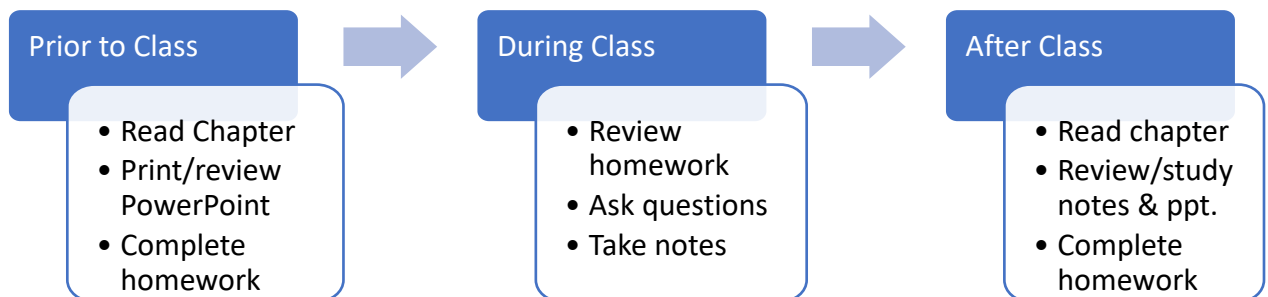 Prior to Class
• Read Chapter
• Print/review
PowerPoint
• Complete
homework
During Class
• Review
homework
• Ask questions
• Take notes
After Class
• Read chapter
• Review/study
notes & ppt.
• Complete
homework